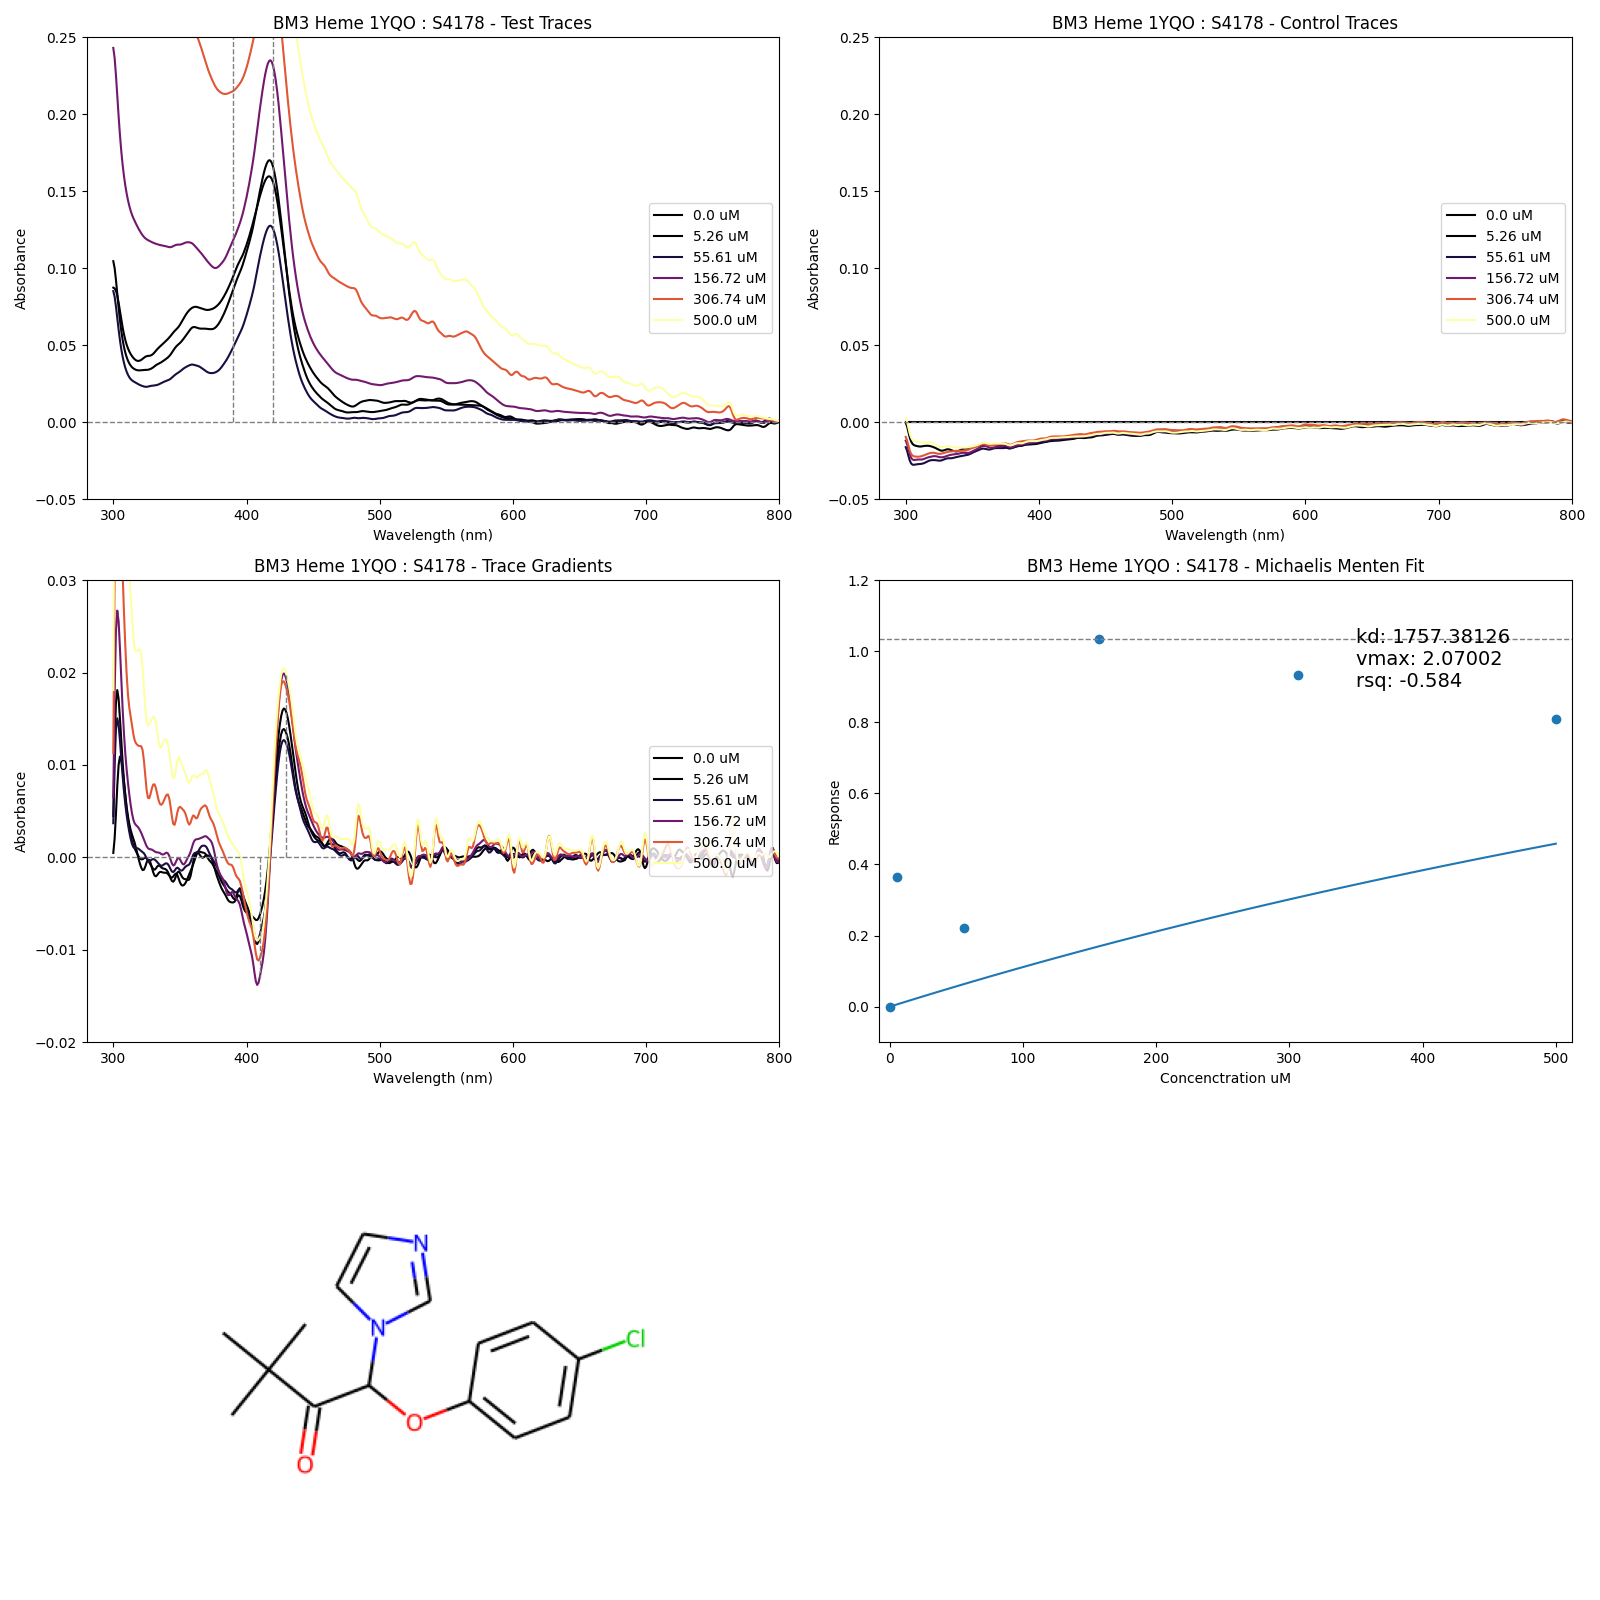 BM3 Heme 1YQO : S4178 - Test Traces
0.25
0.20
0.15
0.10
0.05
0.00
−0.05
Absorbance
300
400
500
600
700
800
Wavelength (nm)
0.0 uM
5.26 uM
55.61 uM
156.72 uM
306.74 uM
500.0 uM
BM3 Heme 1YQO : S4178 - Control Traces
0.25
0.20
0.15
0.10
0.05
0.00
−0.05
Absorbance
300
400
500
600
700
800
Wavelength (nm)
0.0 uM
5.26 uM
55.61 uM
156.72 uM
306.74 uM
500.0 uM
BM3 Heme 1YQO : S4178 - Trace Gradients
0.03
0.02
0.01
0.00
−0.01
−0.02
Absorbance
300
400
500
600
700
800
Wavelength (nm)
0.0 uM
5.26 uM
55.61 uM
156.72 uM
306.74 uM
500.0 uM
BM3 Heme 1YQO : S4178 - Michaelis Menten Fit
1.2
1.0
0.8
0.6
0.4
0.2
0.0
Response
0
100
200
300
400
500
Concenctration uM
kd: 1757.38126
vmax: 2.07002
rsq: -0.584
N
N
Cl
O
O